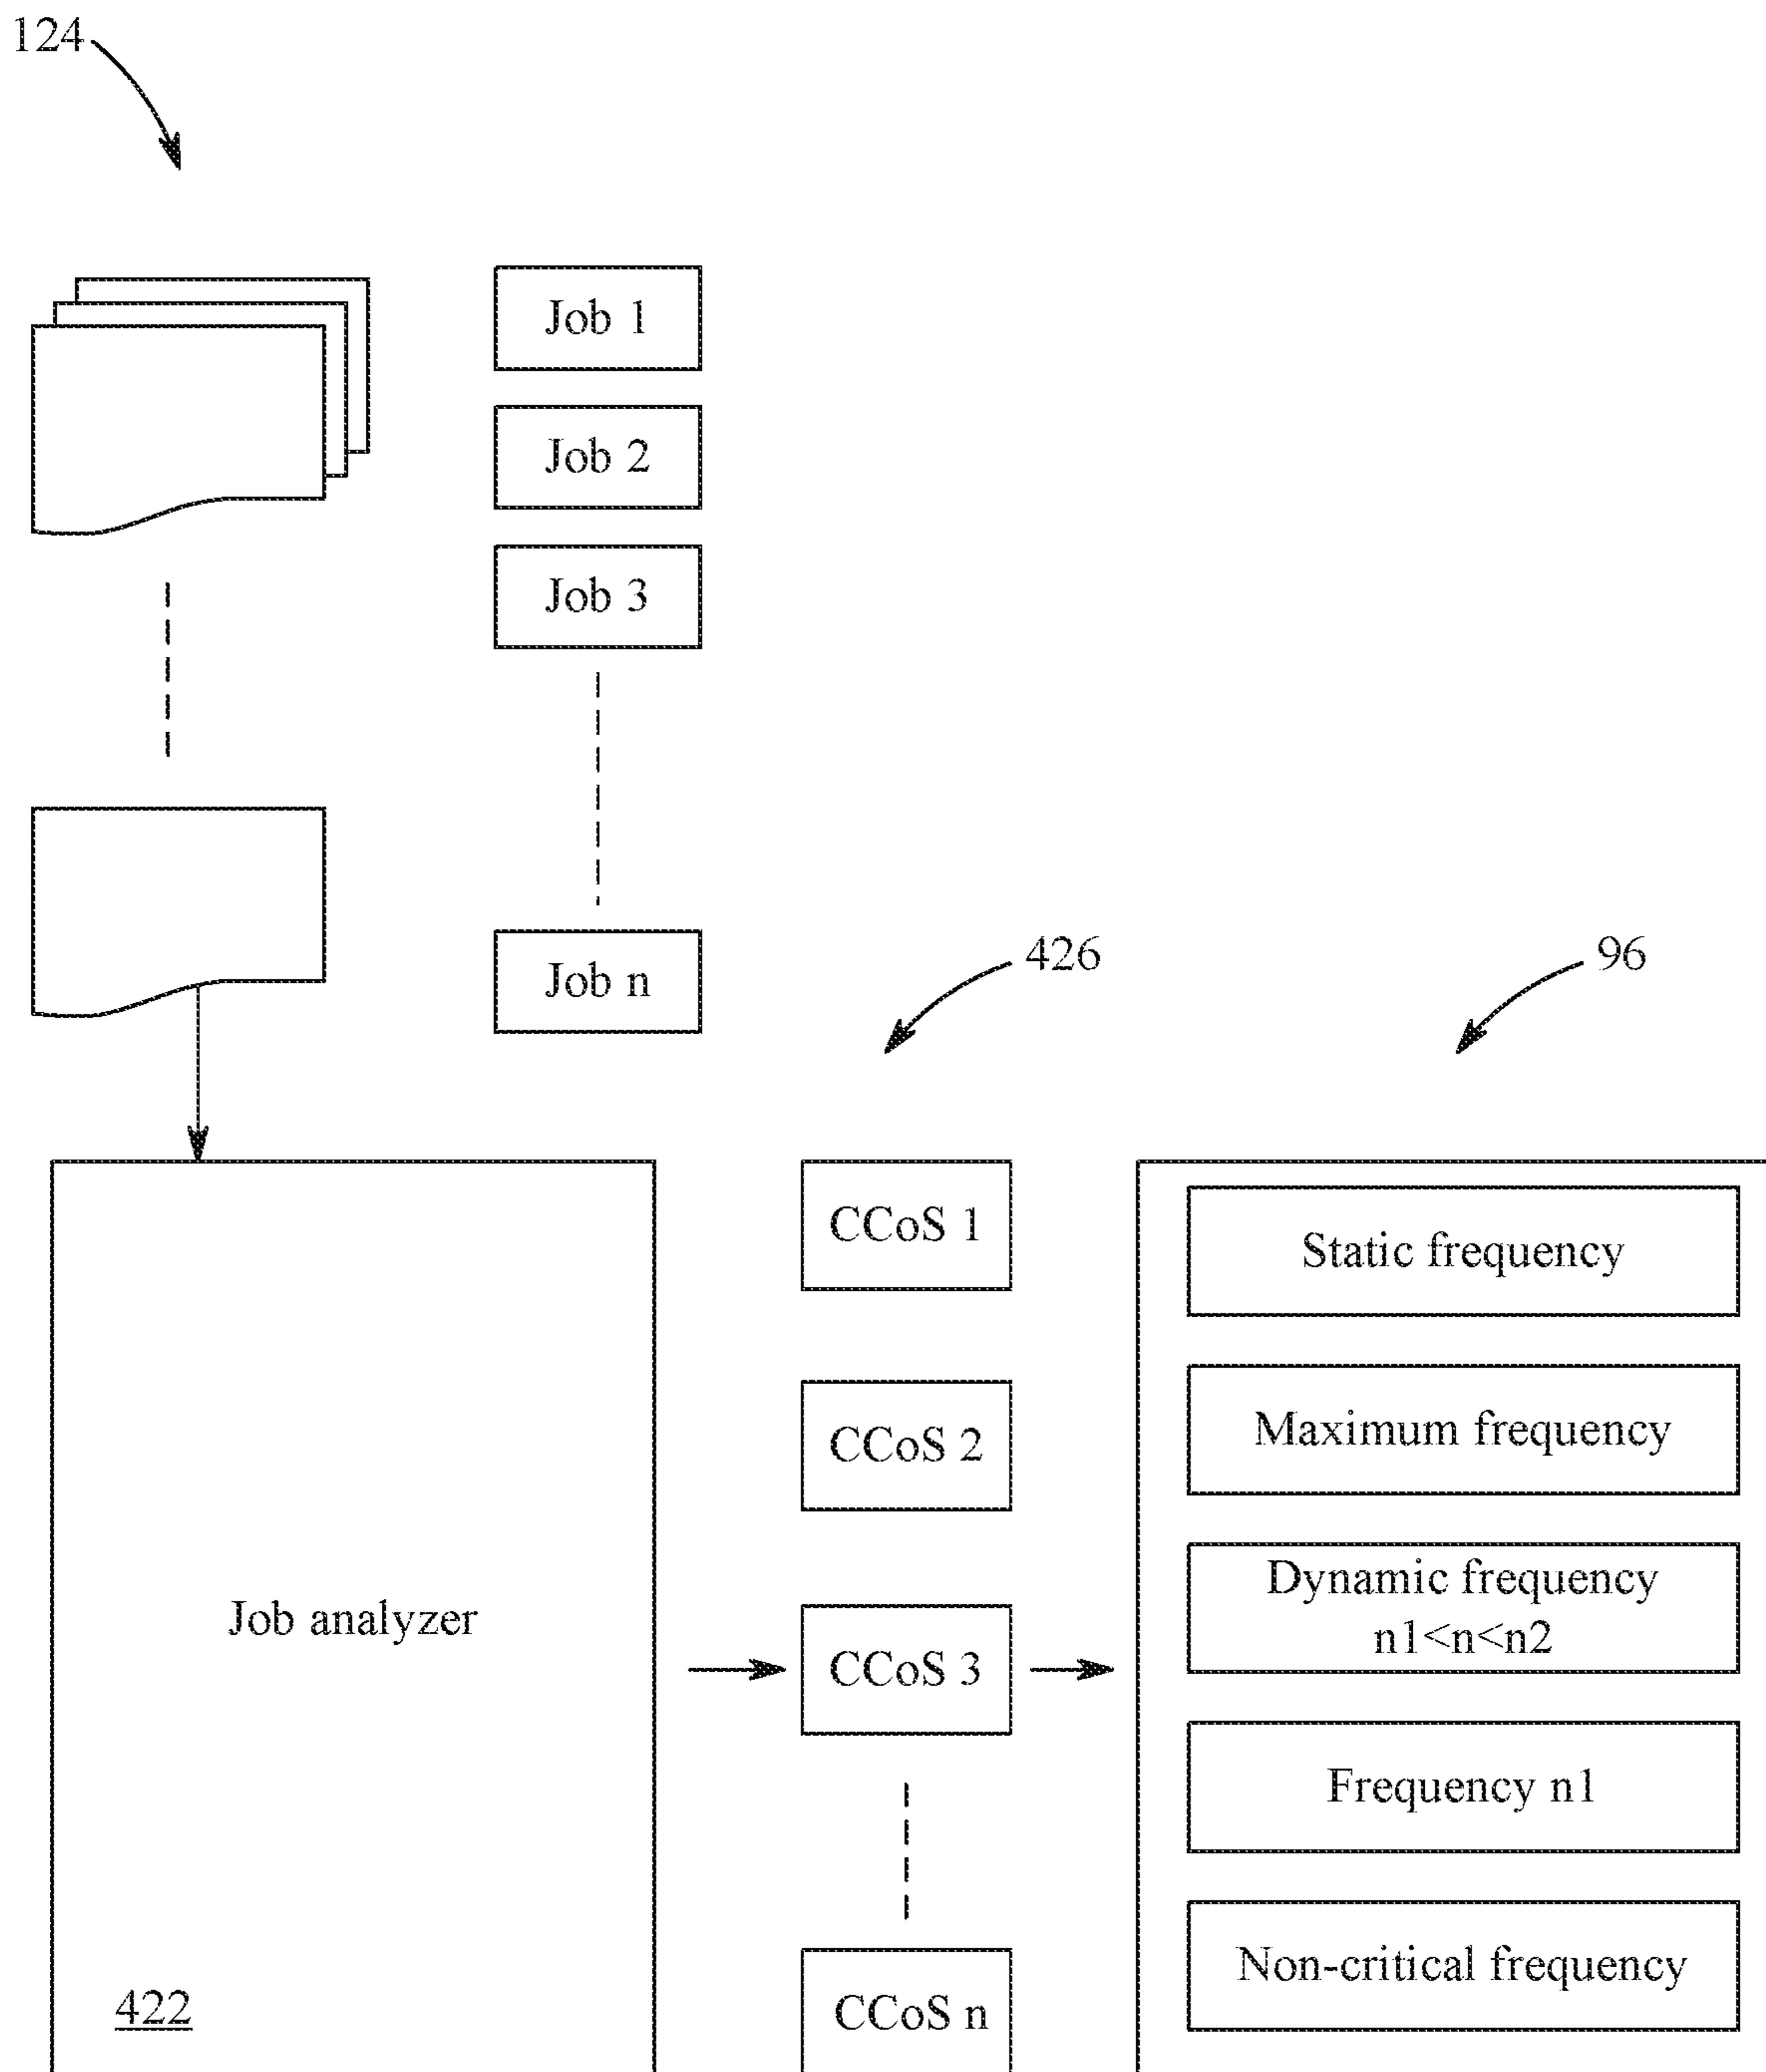 124
Job 1
Job 2
Job 3
Job n
426
96
CCoS 1
CCoS 2
CCoS 3
CCoS n
Static frequency
Maximum frequency
Dynamic frequency
n1<n<n2
Frequency n1
Non-critical frequency
Job analyzer
422